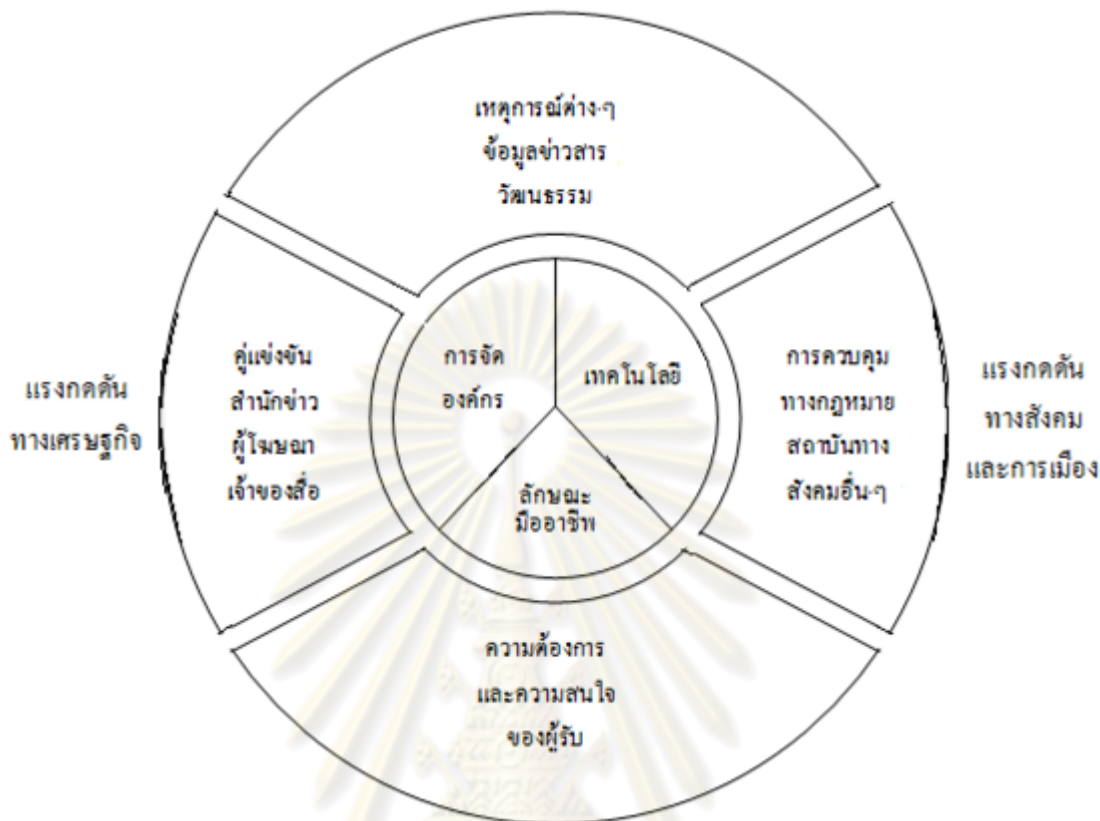 เหตุการณ์ต่าง ๆ
ข้อมูลข่าวสาร
วัฒนธรรม
แรงกดดัน
ทางเศรษฐกิจ
คู่แข่งขัน
สำนักข่าว
ผู้โฆษณา
เจ้าของสื่อ
การจัด
องค์กร
เทคโนโลยี
ลักษณะ
มืออาชีพ
การควบคุม
ทางกฎหมาย
สถาบันทาง
สังคมอื่น ๆ
แรงกดดัน
ทางสังคม
และการเมือง
ความต้องการ
และความสนใจ
ของผู้รับ